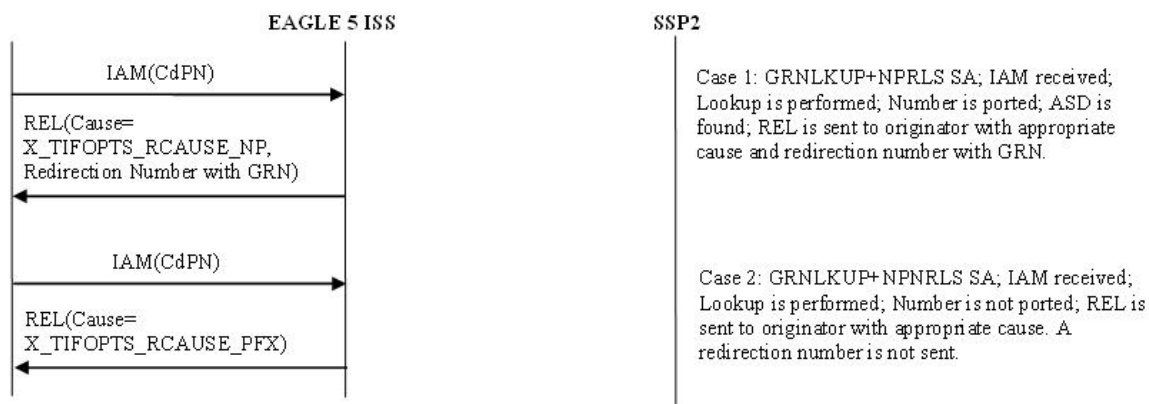 EAGLE 5 ISS
SSP2
IAM(CdPN)
REL(Cause=
X_TIFOPTS_RCAUSE_NP,
Redirection Number with GRN)
Case 1: GRNLKUP+NPRLS SA; IAM received;
Lookup is performed; Number is ported; ASD is
found; REL is sent to originator with appropriate
cause and redirection number with GRN.
IAM(CdPN)
REL(Cause=
X_TIFOPTS_RCAUSE_PFX)
Case 2: GRNLKUP+NPNRLS SA; IAM received;
Lookup is performed; Number is not ported; REL is
sent to originator with appropriate cause. A
redirection number is not sent.